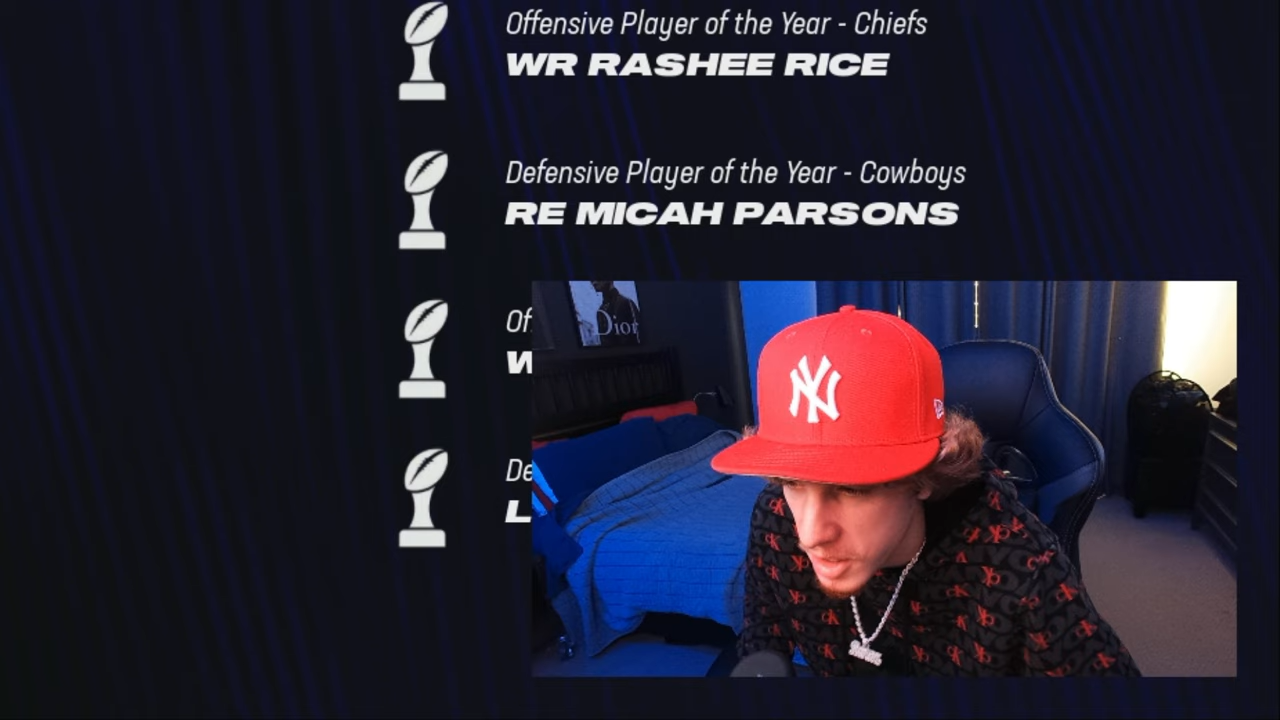 Offensive Player of the Year - Chiefs
WR RASHEE RICE
Defensive Player of the Year - Cowboys
RE MICAH PARSONS
Dior
NY